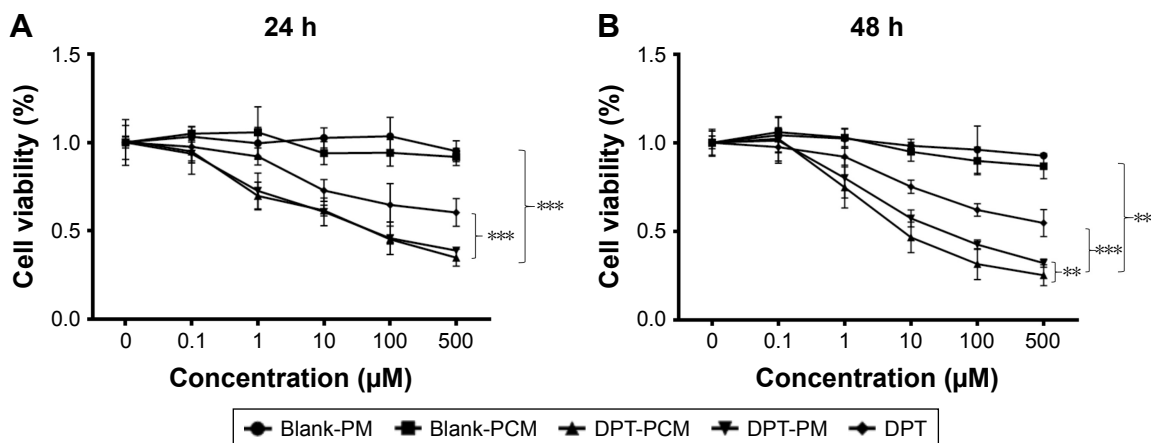 A
24 h
1.5
1.0
0.5
0.0
Cell viability (%)
***
***
0 0.1 1 10 100 500
Concentration (µM)
B
48 h
1.5
1.0
0.5
0.0
Cell viability (%)
**
***
**
0 0.1 1 10 100 500
Concentration (µM)
Blank-PM Blank-PCM DPT-PCM DPT-PM DPT